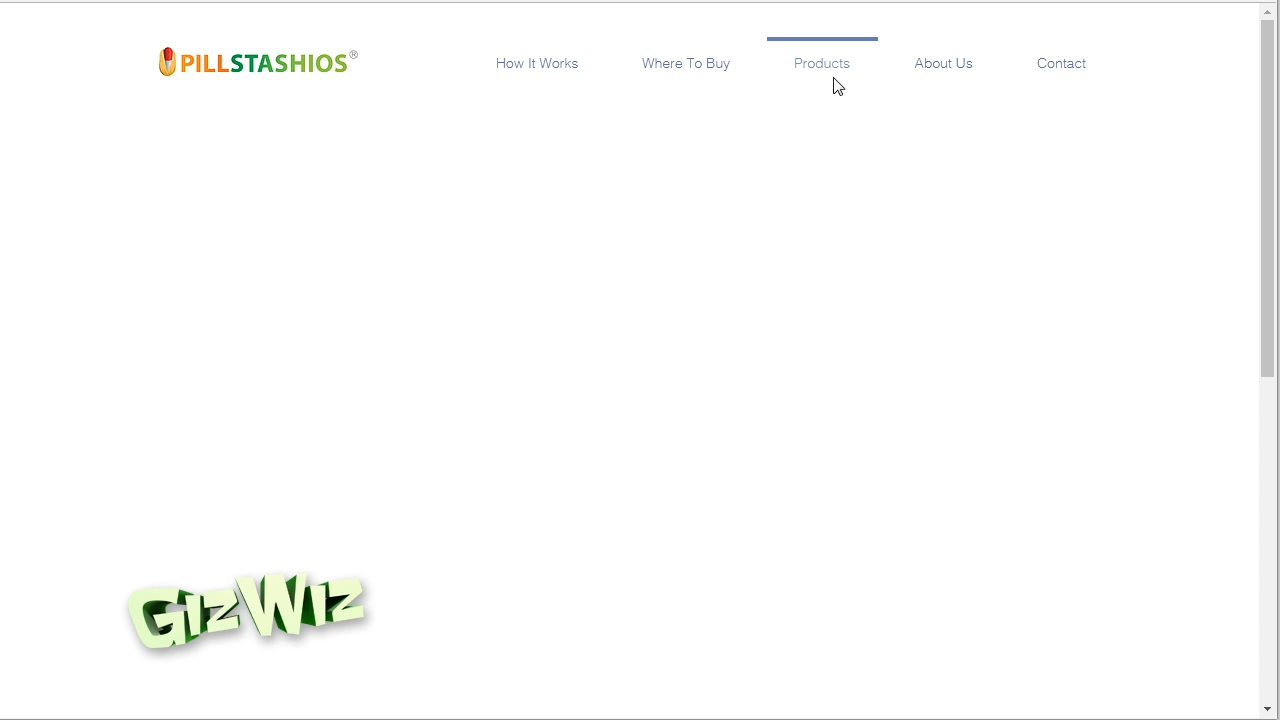 PILLSTASHIOS®
How It Works
Where To Buy
Products
About Us
Contact
GIZWIZ